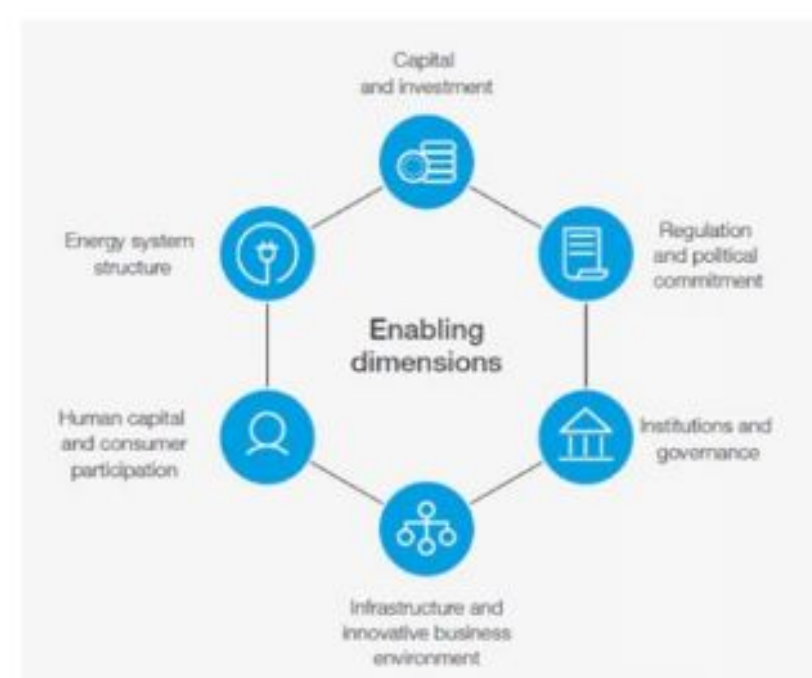 Capital
and investment
Energy system
structure
Regulation
and political
commitment
Enabling
dimensions
Human capital
and consumer
participation
Institutions and
governance
Infrastructure and
innovative business
environment